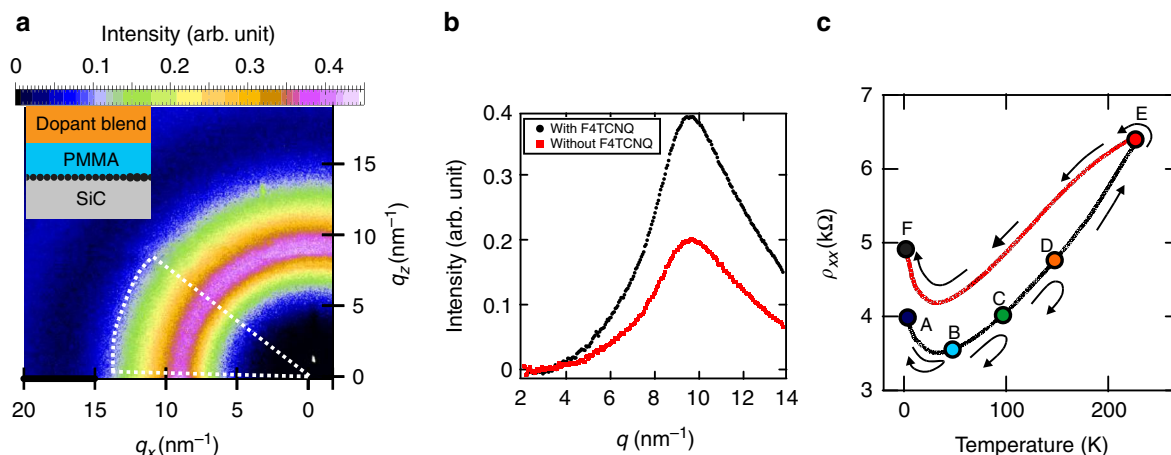 a
Intensity (arb. unit)
0 0.1 0.2 0.3 0.4
Dopant blend
PMMA
SiC
15
10
5
0
qz (nm⁻¹)
20 15 10 5 0
qx (nm⁻¹)
b
0.4
0.3
0.2
0.1
0
Intensity (arb. unit)
With F4TCNQ
Without F4TCNQ
2 4 6 8 10 12 14
q (nm⁻¹)
c
7
6
5
4
3
ρxx (kΩ)
E
F
D
C
A
B
0 100 200
Temperature (K)